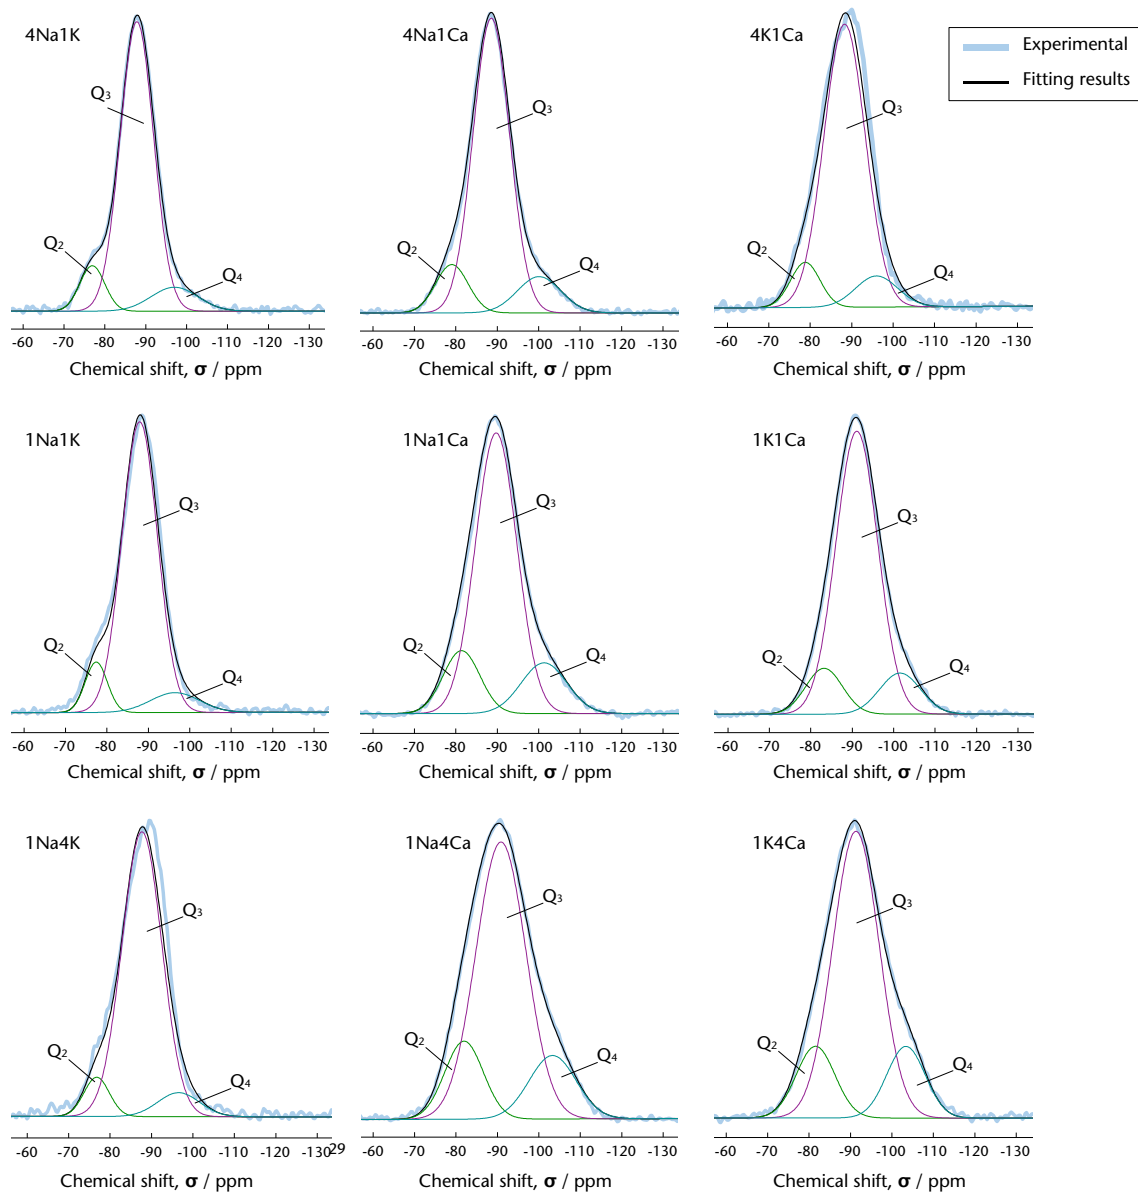 4Na1K
4Na1Ca
4K1Ca
Experimental
Fitting results
Q3
Q3
Q3
Q2
Q4
Q2
Q4
Q2
Q4
-60 -70 -80 -90 -100 -110 -120 -130
-60 -70 -80 -90 -100 -110 -120 -130
-60 -70 -80 -90 -100 -110 -120 -130
Chemical shift, σ / ppm
Chemical shift, σ / ppm
Chemical shift, σ / ppm
1Na1K
1Na1Ca
1K1Ca
Q3
Q3
Q3
Q2
Q4
Q2
Q4
Q2
Q4
-60 -70 -80 -90 -100 -110 -120 -130
-60 -70 -80 -90 -100 -110 -120 -130
-60 -70 -80 -90 -100 -110 -120 -130
Chemical shift, σ / ppm
Chemical shift, σ / ppm
Chemical shift, σ / ppm
1Na4K
1Na4Ca
1K4Ca
Q3
Q3
Q3
Q2
Q4
Q2
Q4
Q2
Q4
-60 -70 -80 -90 -100 -110 -120 -130
29
-60 -70 -80 -90 -100 -110 -120 -130
-60 -70 -80 -90 -100 -110 -120 -130
Chemical shift, σ / ppm
Chemical shift, σ / ppm
Chemical shift, σ / ppm